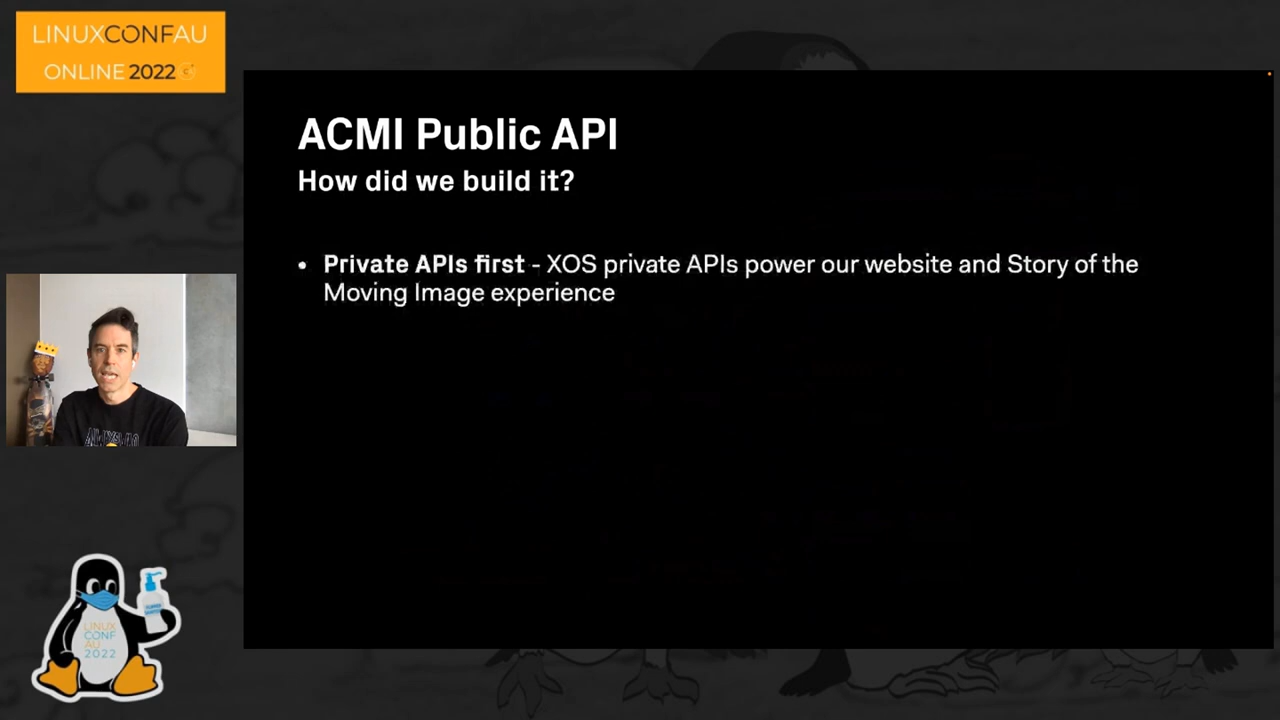 LINUXCONFAU
ONLINE 2022
ACMI Public API
How did we build it?
• Private APIs first - XOS private APIs power our website and Story of the
Moving Image experience
LINUX
CONF
AU
2022